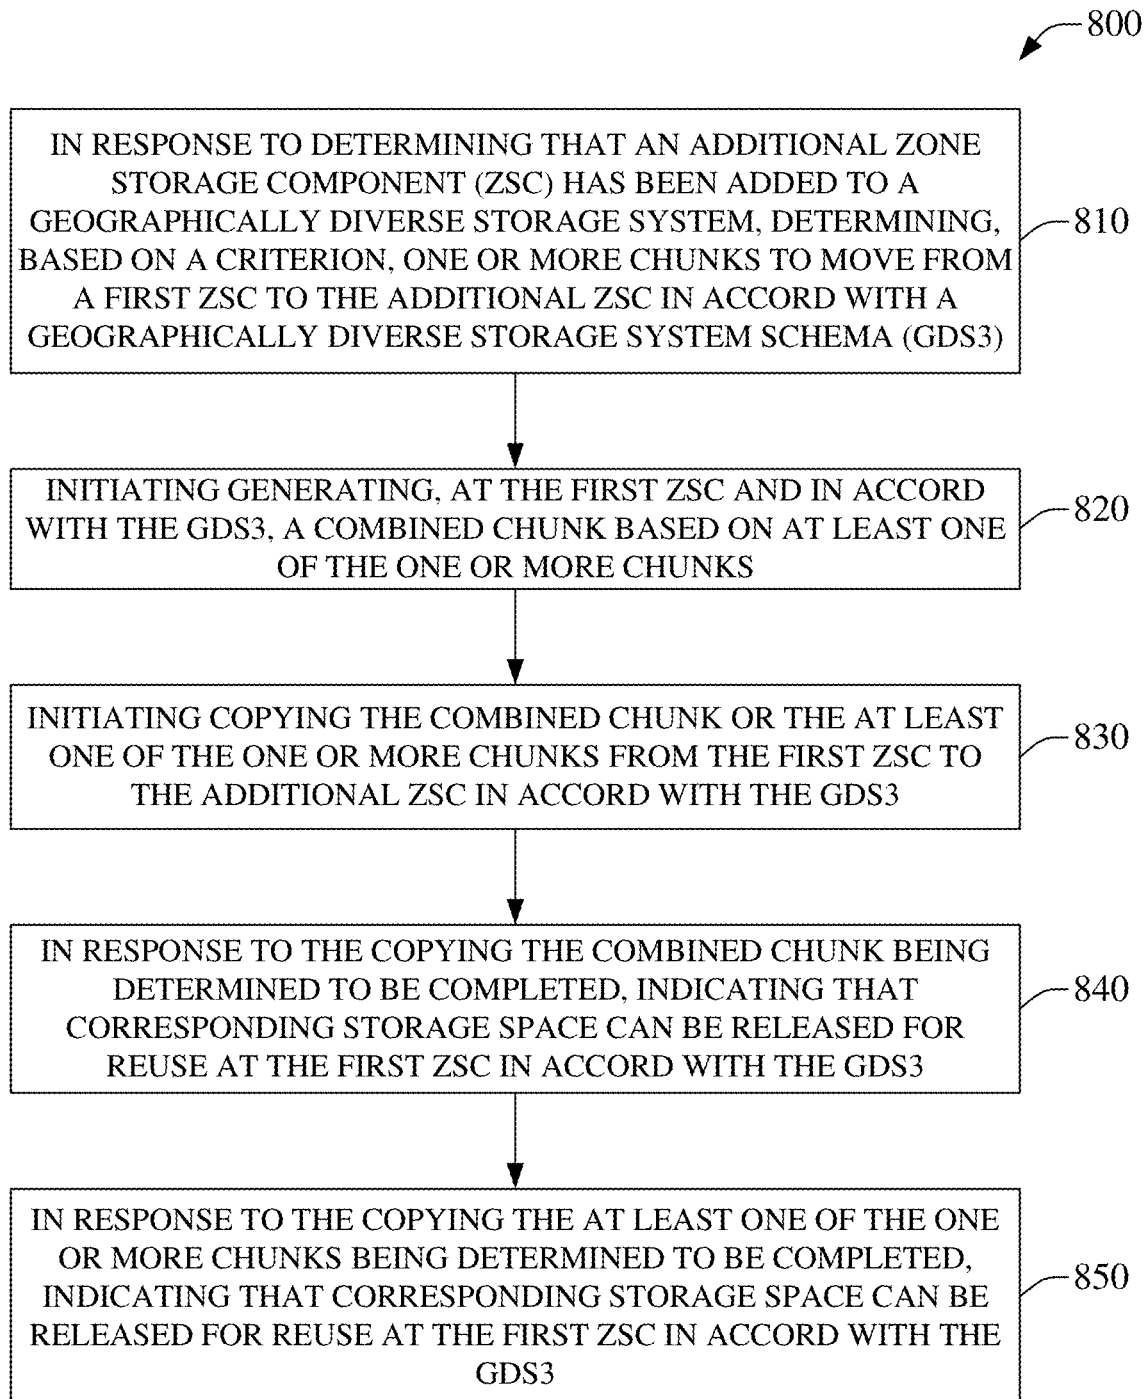 800
IN RESPONSE TO DETERMINING THAT AN ADDITIONAL ZONE
STORAGE COMPONENT (ZSC) HAS BEEN ADDED TO A
GEOGRAPHICALLY DIVERSE STORAGE SYSTEM, DETERMINING,
BASED ON A CRITERION, ONE OR MORE CHUNKS TO MOVE FROM
A FIRST ZSC TO THE ADDITIONAL ZSC IN ACCORD WITH A
GEOGRAPHICALLY DIVERSE STORAGE SYSTEM SCHEMA (GDS3)
810
INITIATING GENERATING, AT THE FIRST ZSC AND IN ACCORD
WITH THE GDS3, A COMBINED CHUNK BASED ON AT LEAST ONE
OF THE ONE OR MORE CHUNKS
820
INITIATING COPYING THE COMBINED CHUNK OR THE AT LEAST
ONE OF THE ONE OR MORE CHUNKS FROM THE FIRST ZSC TO
THE ADDITIONAL ZSC IN ACCORD WITH THE GDS3
830
IN RESPONSE TO THE COPYING THE COMBINED CHUNK BEING
DETERMINED TO BE COMPLETED, INDICATING THAT
CORRESPONDING STORAGE SPACE CAN BE RELEASED FOR
REUSE AT THE FIRST ZSC IN ACCORD WITH THE GDS3
840
IN RESPONSE TO THE COPYING THE AT LEAST ONE OF THE ONE
OR MORE CHUNKS BEING DETERMINED TO BE COMPLETED,
INDICATING THAT CORRESPONDING STORAGE SPACE CAN BE
RELEASED FOR REUSE AT THE FIRST ZSC IN ACCORD WITH THE
GDS3
850